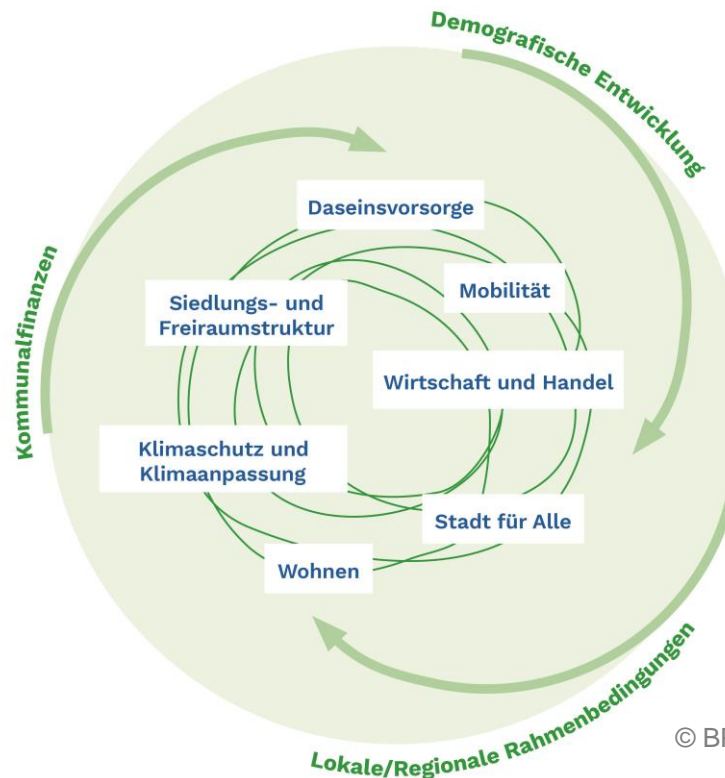 Demografische Entwicklung
Kommunalfinanzen
Daseinsvorsorge
Mobilität
Siedlungs- und
Freiraumstruktur
Wirtschaft und Handel
Klimaschutz und
Klimaanpassung
Stadt für Alle
Wohnen
Lokale/Regionale Rahmenbedingungen